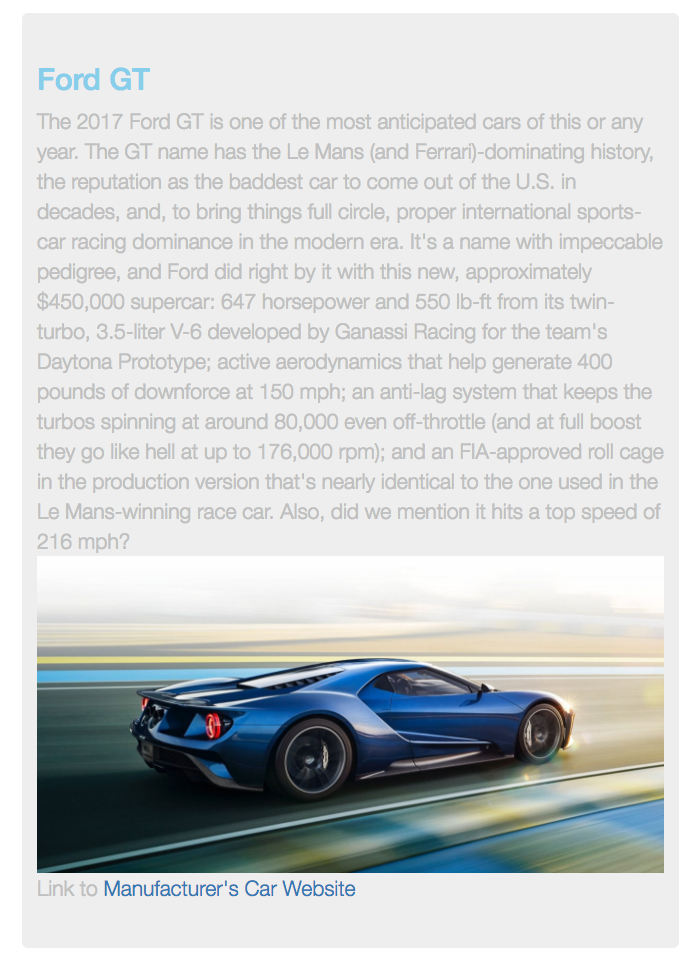 Ford GT
The 2017 Ford GT is one of the most anticipated cars of this or any
year. The GT name has the Le Mans (and Ferrari)-dominating history,
the reputation as the baddest car to come out of the U.S. in
decades, and, to bring things full circle, proper international sports-
car racing dominance in the modern era. It's a name with impeccable
pedigree, and Ford did right by it with this new, approximately
$450,000 supercar: 647 horsepower and 550 lb-ft from its twin-
turbo, 3.5-liter V-6 developed by Ganassi Racing for the team's
Daytona Prototype; active aerodynamics that help generate 400
pounds of downforce at 150 mph; an anti-lag system that keeps the
turbos spinning at around 80,000 even off-throttle (and at full boost
they go like hell at up to 176,000 rpm); and an FIA-approved roll cage
in the production version that's nearly identical to the one used in the
Le Mans-winning race car. Also, did we mention it hits a top speed of
216 mph?
Link to Manufacturer's Car Website